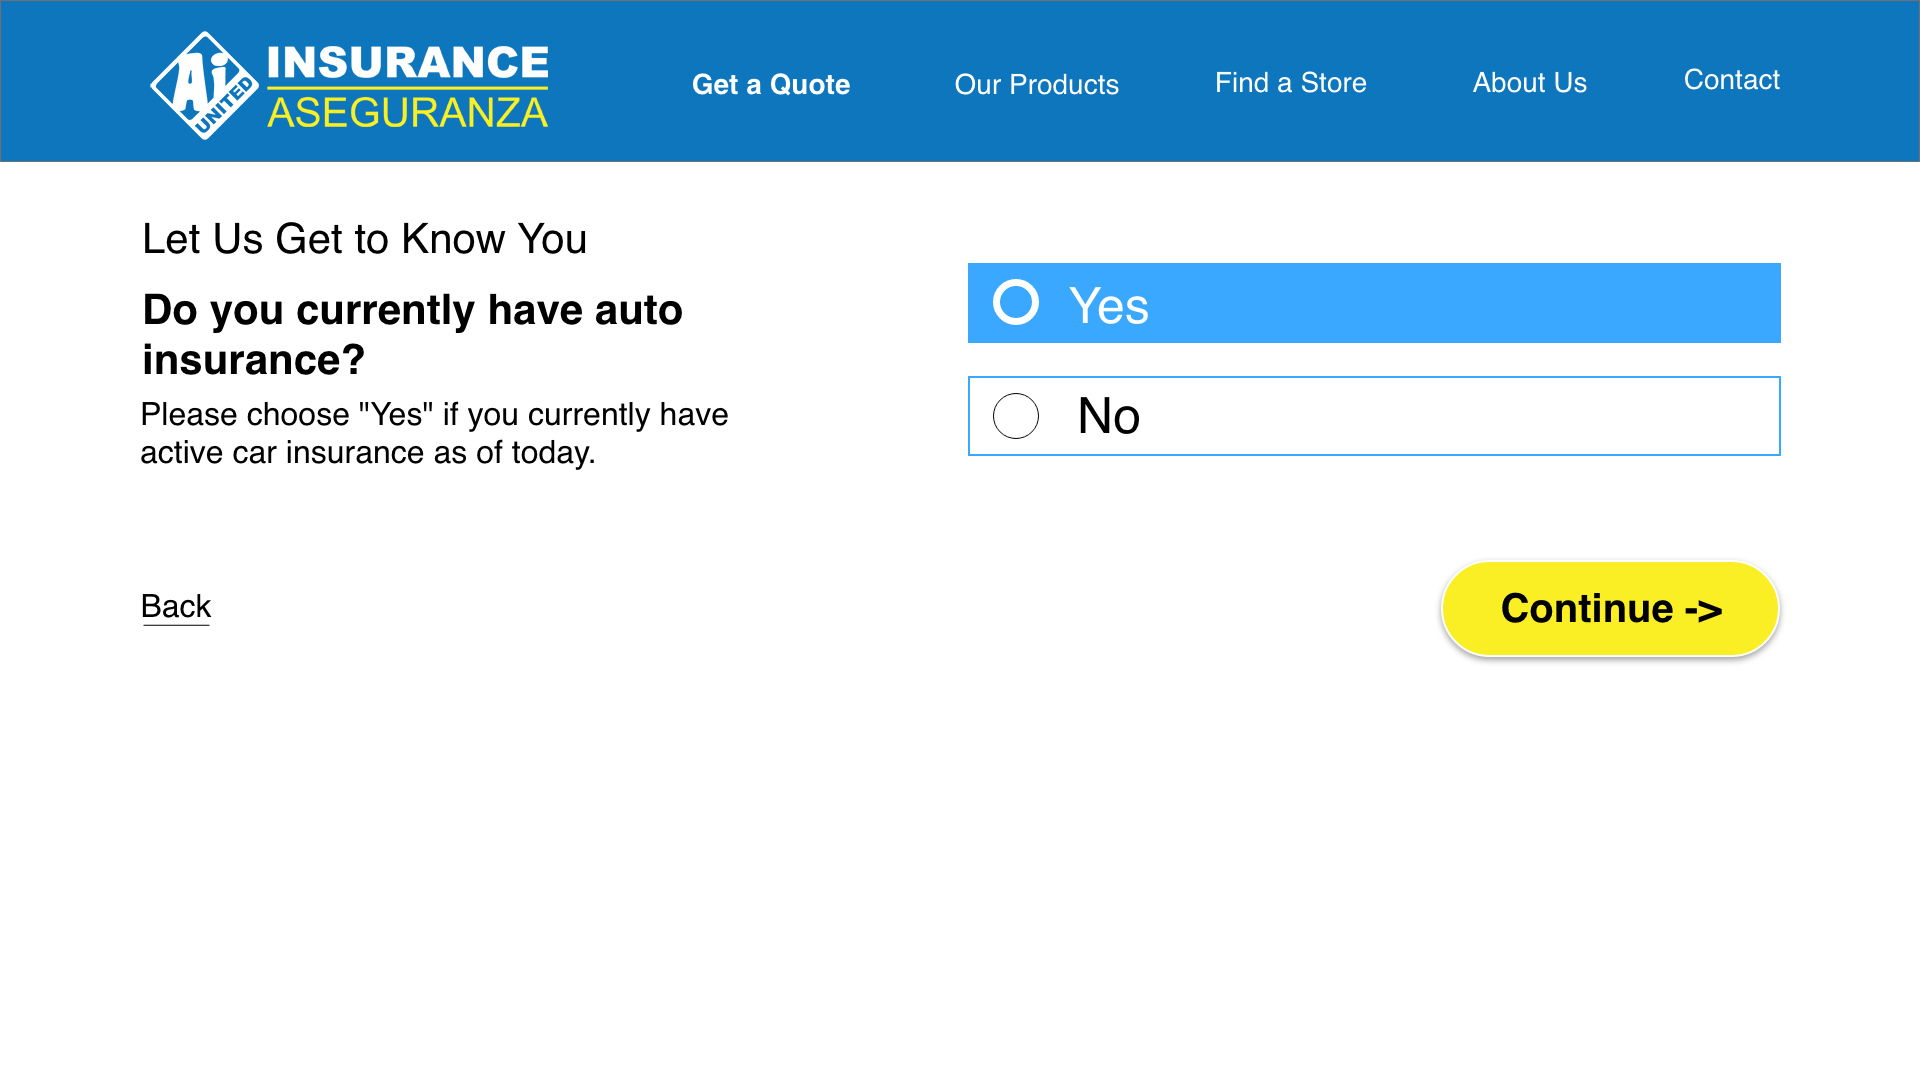 Ai UNITED
INSURANCE
ASEGURANZA
Get a Quote
Our Products
Find a Store
About Us
Contact
Let Us Get to Know You
Do you currently have auto
insurance?
Please choose "Yes" if you currently have
active car insurance as of today.
Yes
No
Back
Continue ->